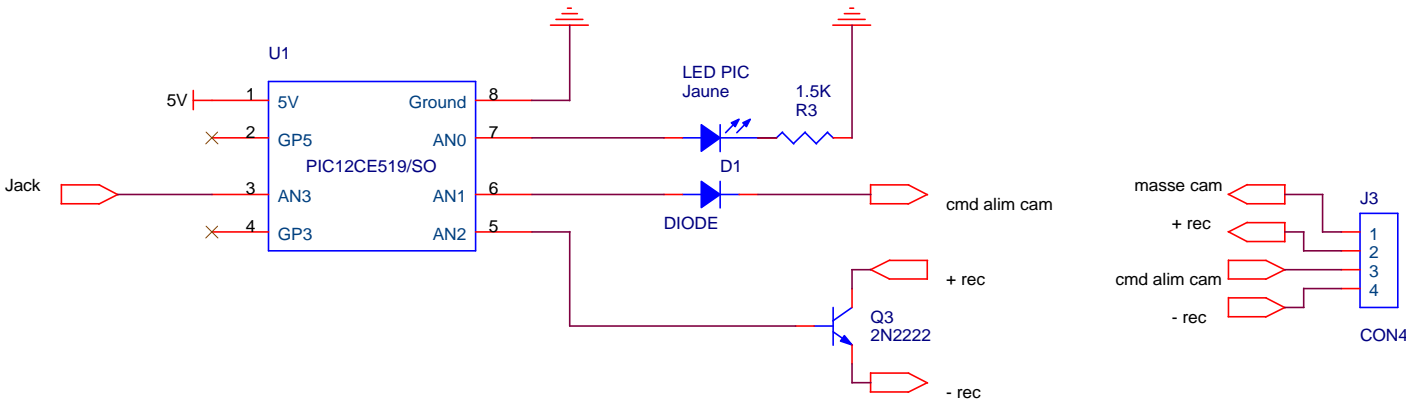 U1
5V
1
5V
2
GP5
Jack
3
AN3
4
GP3
PIC12CE519/SO
Ground
8
AN0
7
AN1
6
AN2
5
LED PIC
Jaune
1.5K
R3
D1
DIODE
cmd alim cam
+ rec
Q3
2N2222
- rec
masse cam
+ rec
cmd alim cam
- rec
J3
1
2
3
4
CON4